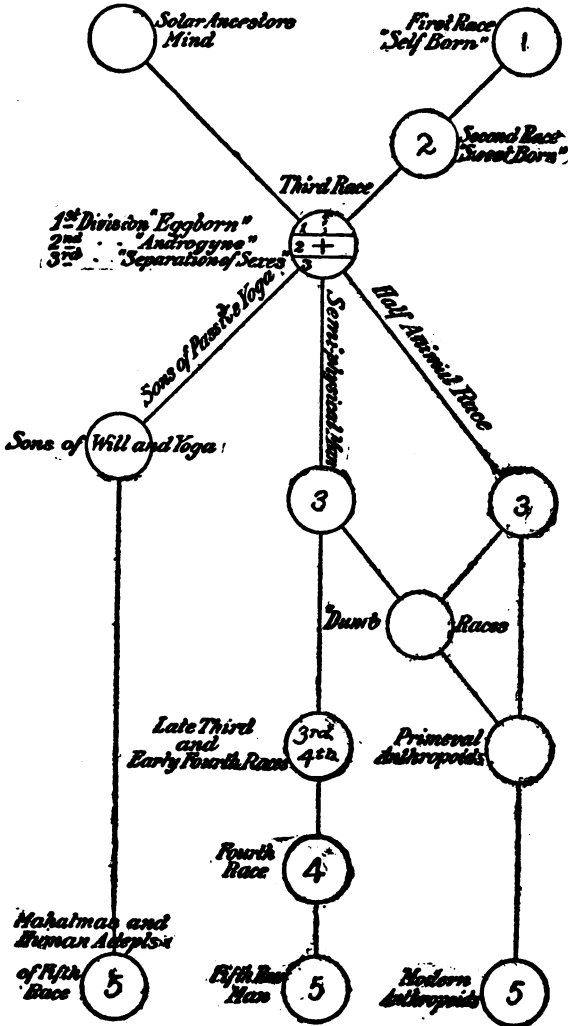 Solar Ancestors
Mind
First Race
"Self Born"
1
2
Second Race
"Sweat Born"
Third Race
1st Division "Eggborn"
2nd " "Androgyne"
3rd " "Separation of Sexes"
1
2 +
3
Sons of Passive Yoga
Semi-physical Man
Half Animal Race
Sons of Will and Yoga
3
3
"Dumb
Races
Late Third
and
Early Fourth Races
3rd
4th
Primeval
Anthropoids
Fourth
Race
4
Mahatmas and
Human Adepts
of Fifth
Race
5
Fifth Race
Man
5
Modern
Anthropoids
5